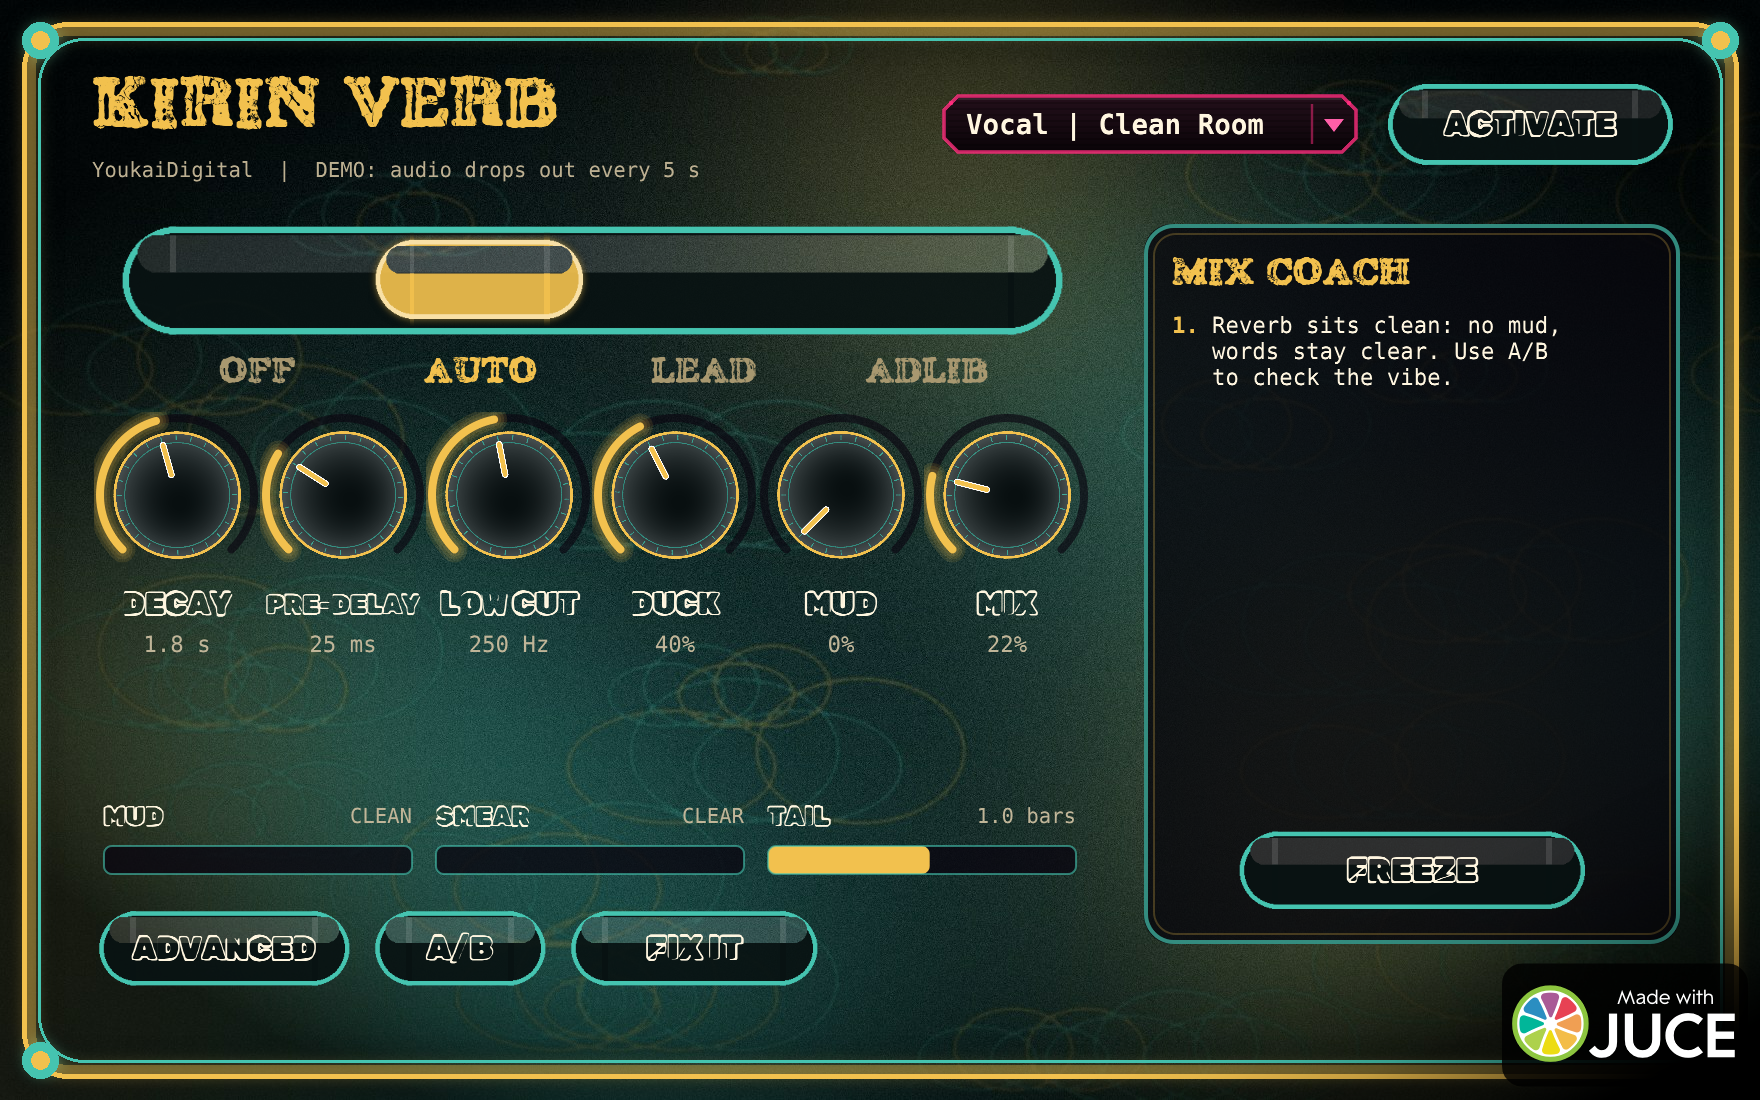 KIRIN VERB
YoukaiDigital | DEMO: audio drops out every 5 s
Vocal | Clean Room
ACTIVATE
OFF
AUTO
LEAD
ADLIB
DECAY
PRE-DELAY
LOW CUT
DUCK
MUD
MIX
1.8 s
25 ms
250 Hz
40%
0%
22%
MIX COACH
1. Reverb sits clean: no mud,
words stay clear. Use A/B
to check the vibe.
FREEZE
MUD
CLEAN
SMEAR
CLEAR
TAIL
1.0 bars
ADVANCED
A/B
FIX IT
Made with
JUCE